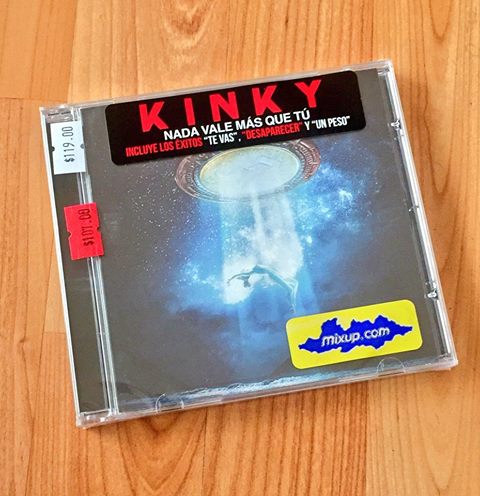 KINKY
NADA VALE MÁS QUE TÚ
INCLUYE LOS ÉXITOS "TE VAS", "DESAPARECER" Y "UN PESO"
$119.00
$101.00
mixup.com